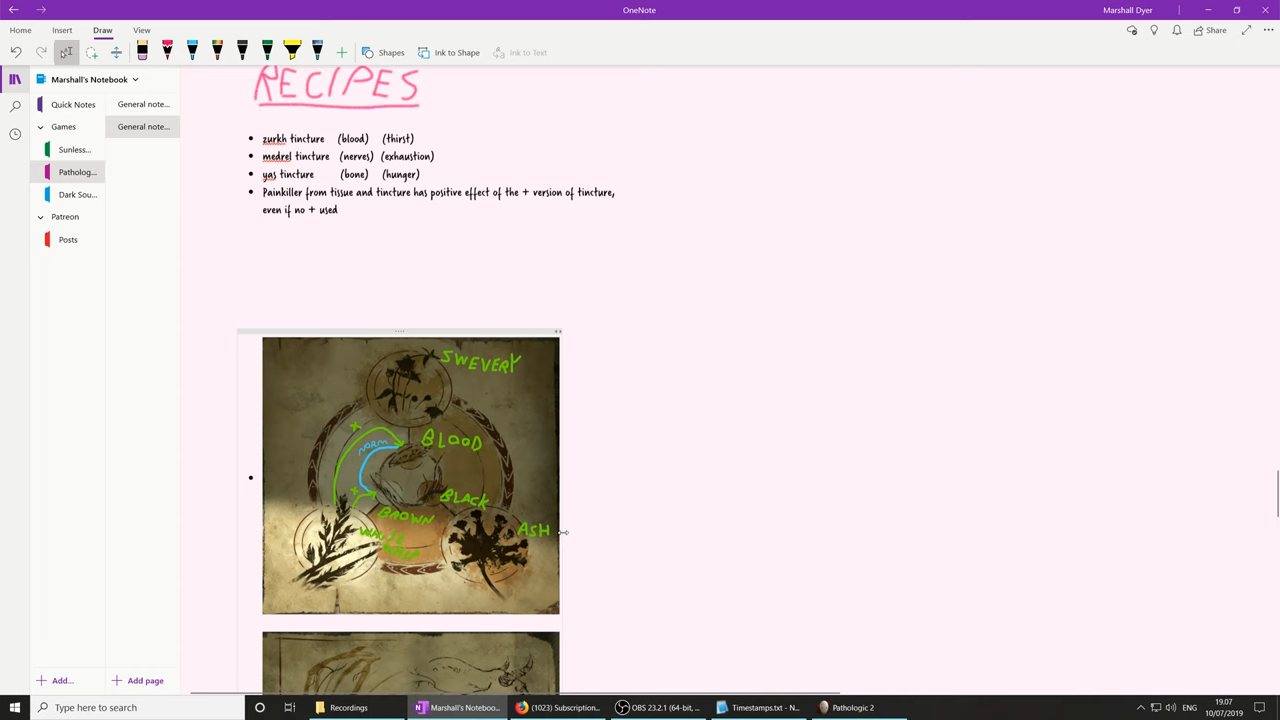 OneNote
Marshall Dyer
Home Insert Draw View
Share
Shapes Ink to Shape Ink to Text
Marshall's Notebook
Quick Notes
Games
Sunless...
Patholog...
Dark Sou...
Patreon
Posts
General note...
General note...
RECIPES
zurkh tincture (blood) (thirst)
medrel tincture (nerves) (exhaustion)
yas tincture (bone) (hunger)
Painkiller from tissue and tincture has positive effect of the + version of tincture,
even if no + used
SWEVERY
+
NORM
BLOOD
+
BLACK
BROWN
ASH
Add...
Add page
Type here to search
Recordings
Marshall's Notebo...
(1023) Subscription...
OBS 23.2.1 (64-bit, ...
Timestamps.txt - N...
Pathologic 2
ENG
19.07
10/07/2019